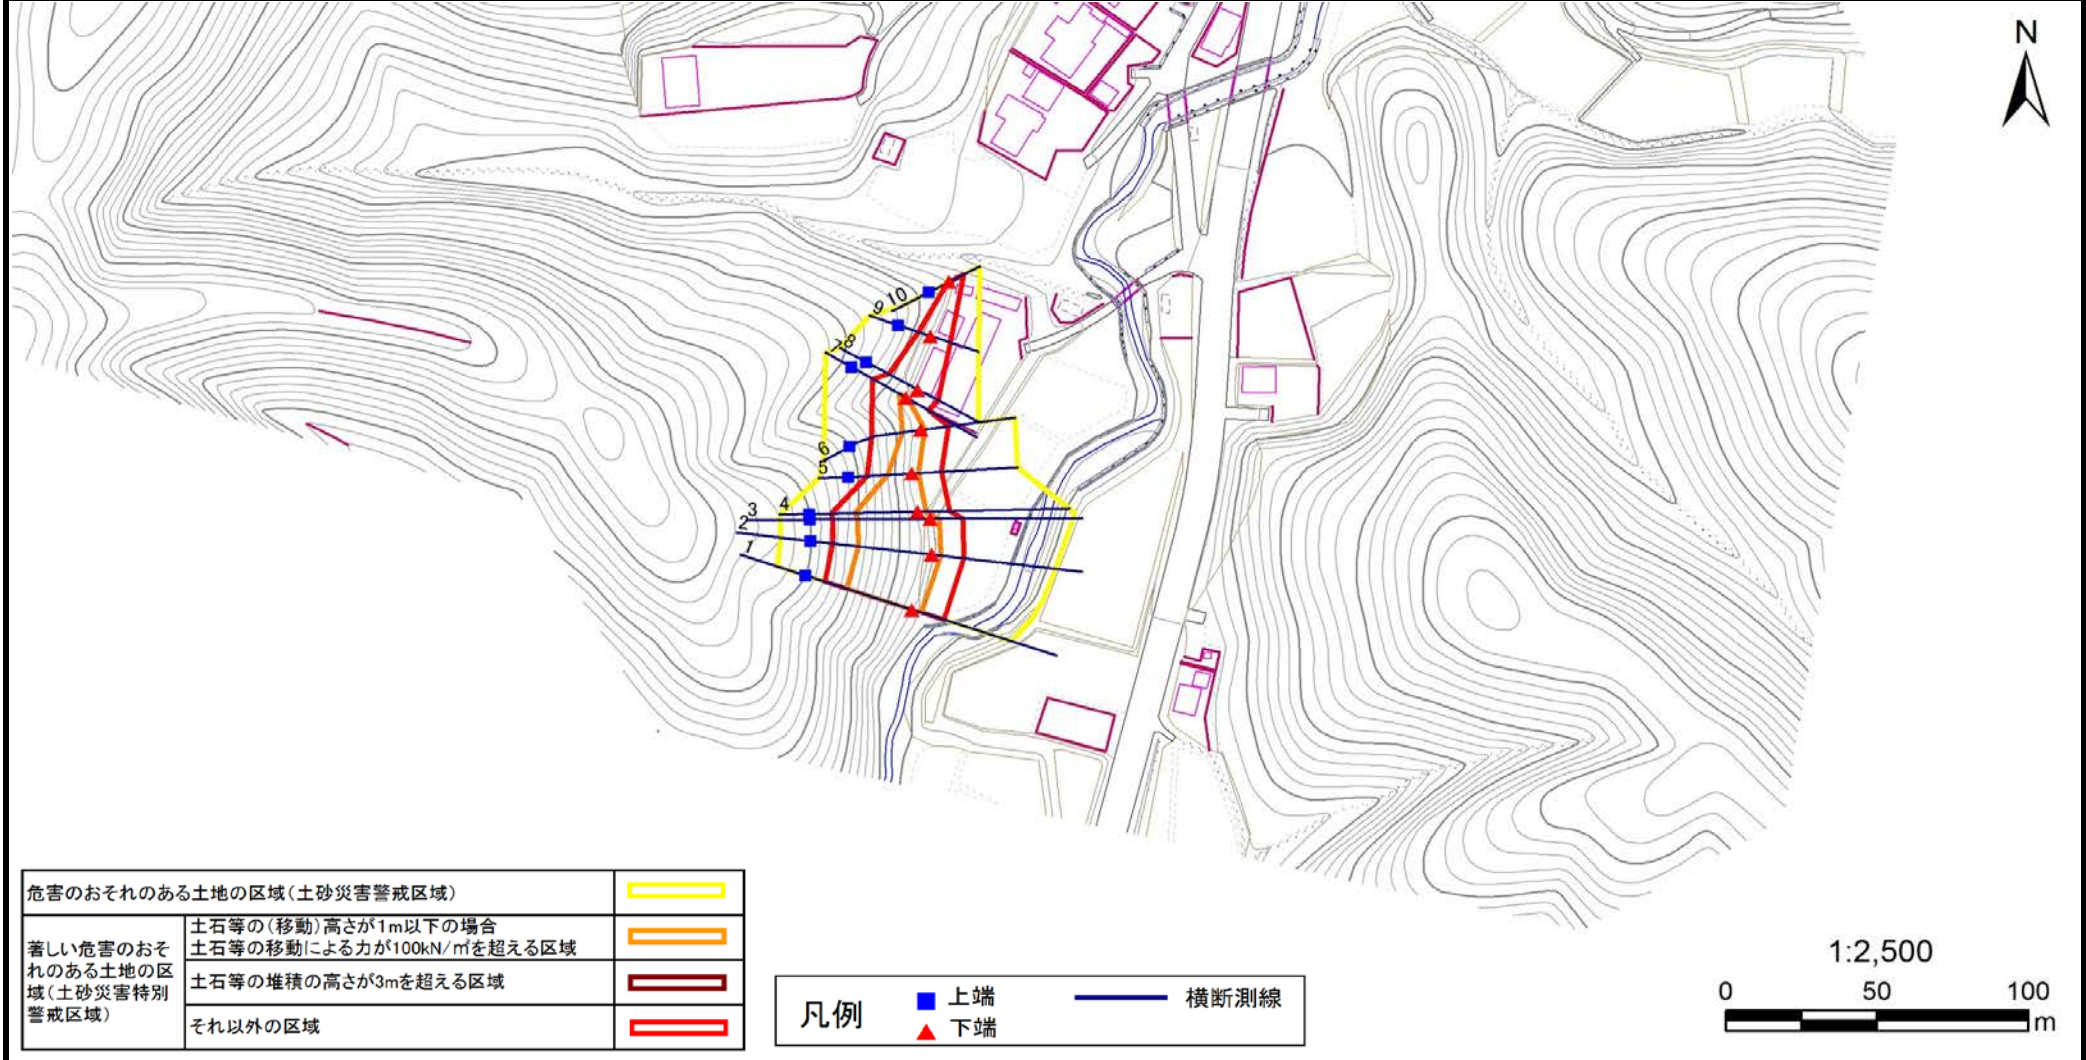 N
10
9
8
7
6
5
4
3
2
1
危害のおそれのある土地の区域(土砂災害警戒区域)
著しい危害のおそ
れのある土地の区
域(土砂災害特別
警戒区域)
土石等の(移動)高さが1m以下の場合
土石等の移動による力が100kN/㎡を超える区域
土石等の堆積の高さが3mを超える区域
それ以外の区域
凡例
上端
下端
横断測線
1:2,500
0 50 100
m